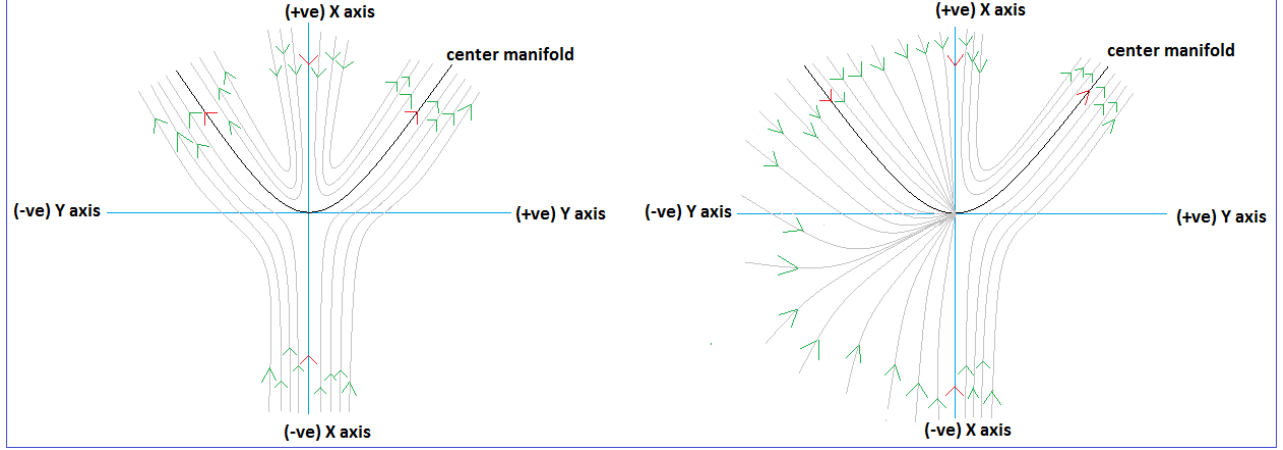 (+ve) X axis
center manifold
(-ve) Y axis
(+ve) Y axis
(-ve) X axis
(+ve) X axis
center manifold
(-ve) Y axis
(+ve) Y axis
(-ve) X axis